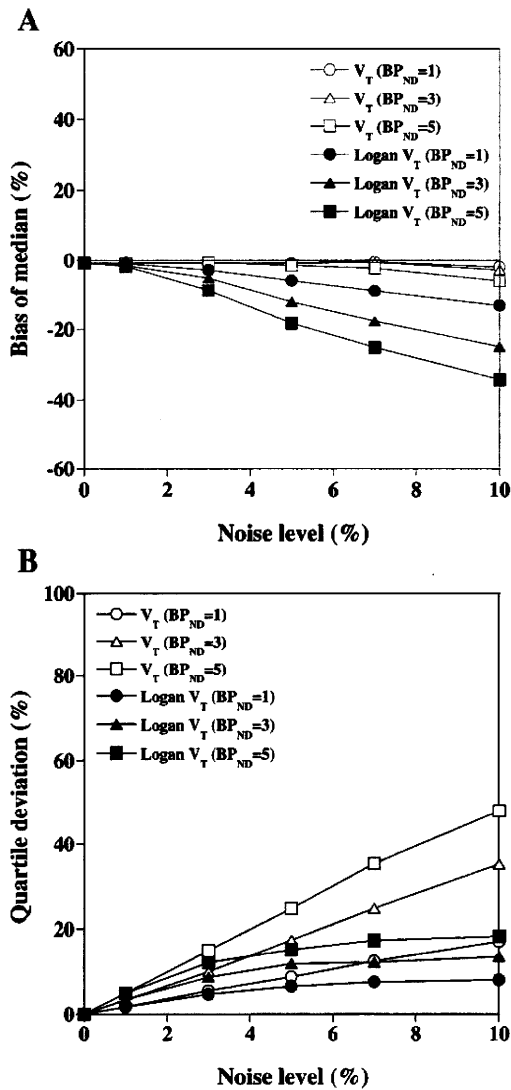 A
60
40
20
0
-20
-40
-60
Bias of median (%)
V_T (BP_ND=1)
V_T (BP_ND=3)
V_T (BP_ND=5)
Logan V_T (BP_ND=1)
Logan V_T (BP_ND=3)
Logan V_T (BP_ND=5)
0 2 4 6 8 10
Noise level (%)
B
100
80
60
40
20
0
Quartile deviation (%)
V_T (BP_ND=1)
V_T (BP_ND=3)
V_T (BP_ND=5)
Logan V_T (BP_ND=1)
Logan V_T (BP_ND=3)
Logan V_T (BP_ND=5)
0 2 4 6 8 10
Noise level (%)